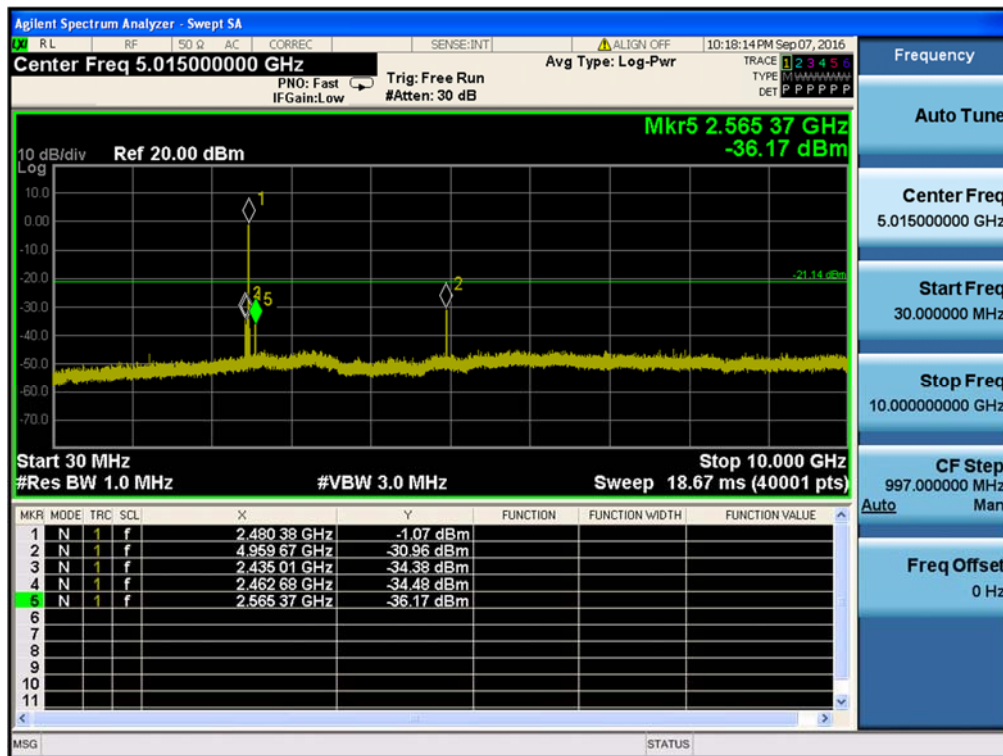 Agilent Spectrum Analyzer - Swept SA
LXI RL RF 50 Ω AC CORREC SENSE:INT ALIGN OFF 10:18:14 PM Sep 07, 2016
Center Freq 5.015000000 GHz
Avg Type: Log-Pwr
TRACE 1 2 3 4 5 6
PNO: Fast
Trig: Free Run
TYPE M W W W W W
IFGain:Low
#Atten: 30 dB
DET P P P P P P
Mkr5 2.565 37 GHz
-36.17 dBm
10 dB/div Ref 20.00 dBm
Log
10.0
0.00
-10.0
-20.0
-30.0
-40.0
-50.0
-60.0
-70.0
1
2
3
5
-21.14 dBm
Start 30 MHz Stop 10.000 GHz
#Res BW 1.0 MHz #VBW 3.0 MHz Sweep 18.67 ms (40001 pts)
MKR MODE TRC SCL X Y FUNCTION FUNCTION WIDTH FUNCTION VALUE
1 N 1 f 2.480 38 GHz -1.07 dBm
2 N 1 f 4.959 67 GHz -30.96 dBm
3 N 1 f 2.435 01 GHz -34.38 dBm
4 N 1 f 2.462 68 GHz -34.48 dBm
5 N 1 f 2.565 37 GHz -36.17 dBm
6
7
8
9
10
11
MSG STATUS
Frequency
Auto Tune
Center Freq
5.015000000 GHz
Start Freq
30.000000 MHz
Stop Freq
10.000000000 GHz
CF Step
997.000000 MHz
Auto Man
Freq Offset
0 Hz